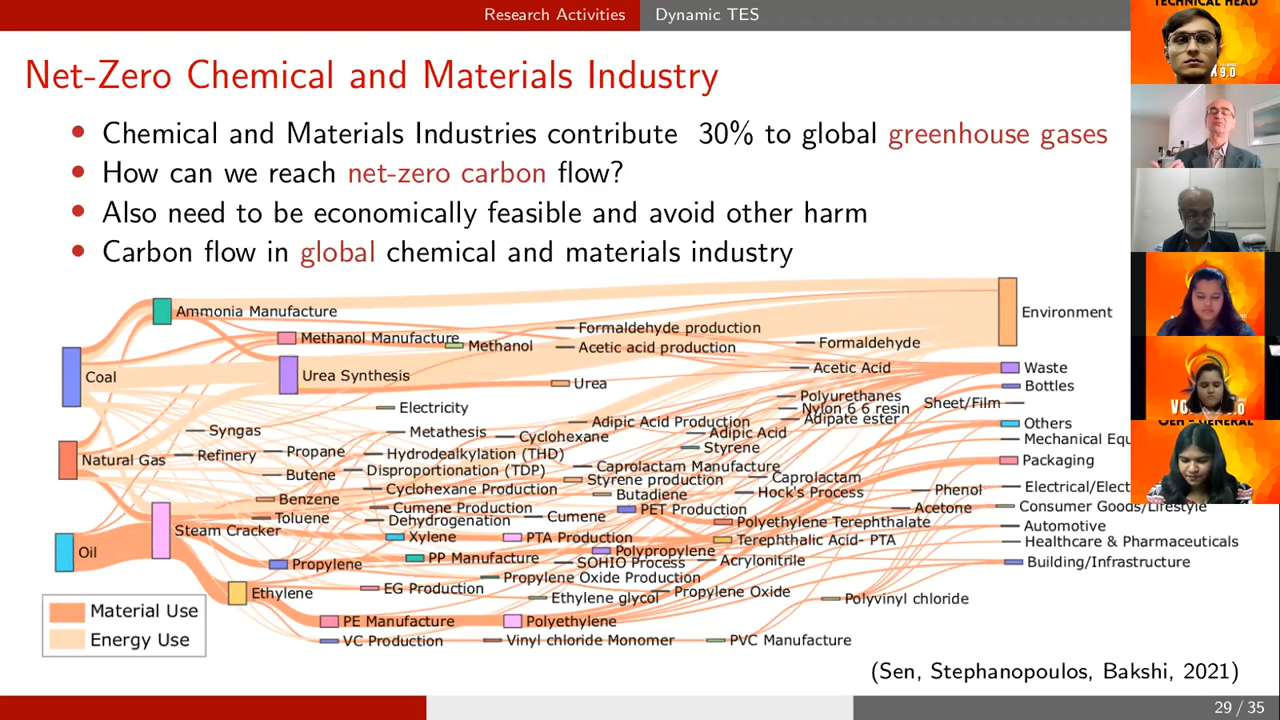 Research Activities
Dynamic TES
TECHNICAL HEAD
9.0
Net-Zero Chemical and Materials Industry
Chemical and Materials Industries contribute 30% to global greenhouse gases
How can we reach net-zero carbon flow?
Also need to be economically feasible and avoid other harm
Carbon flow in global chemical and materials industry
Ammonia Manufacture
Environment
Formaldehyde production
Methanol Manufacture
Methanol
Formaldehyde
Acetic acid production
Acetic Acid
Waste
Coal
Urea Synthesis
Urea
Bottles
Polyurethanes
Sheet/Film
Electricity
Nylon 6 6 resin
Adipate ester
Adipic Acid Production
Others
Syngas
Metathesis
Cyclohexane
Adipic Acid
Mechanical Equ
Styrene
Refinery
Propane
Hydrodealkylation (THD)
Natural Gas
Packaging
Disproportionation (TDP)
Caprolactam Manufacture
Butene
Styrene production
Caprolactam
Cyclohexane Production
Butadiene
Hock's Process
Phenol
Electrical/Elect
Benzene
Cumene Production
PET Production
Acetone
Consumer Goods/Lifestyle
Toluene
Dehydrogenation
Cumene
Polyethylene Terephthalate
Automotive
Steam Cracker
Xylene
PTA Production
Terephthalic Acid- PTA
Healthcare & Pharmaceuticals
Oil
PP Manufacture
Polypropylene
Propylene
SOHIO Process
Acrylonitrile
Building/Infrastructure
Propylene Oxide Production
Ethylene
EG Production
Ethylene glycol
Propylene Oxide
Polyvinyl chloride
Material Use
Energy Use
PE Manufacture
Polyethylene
VC Production
Vinyl chloride Monomer
PVC Manufacture
(Sen, Stephanopoulos, Bakshi, 2021)
29 / 35